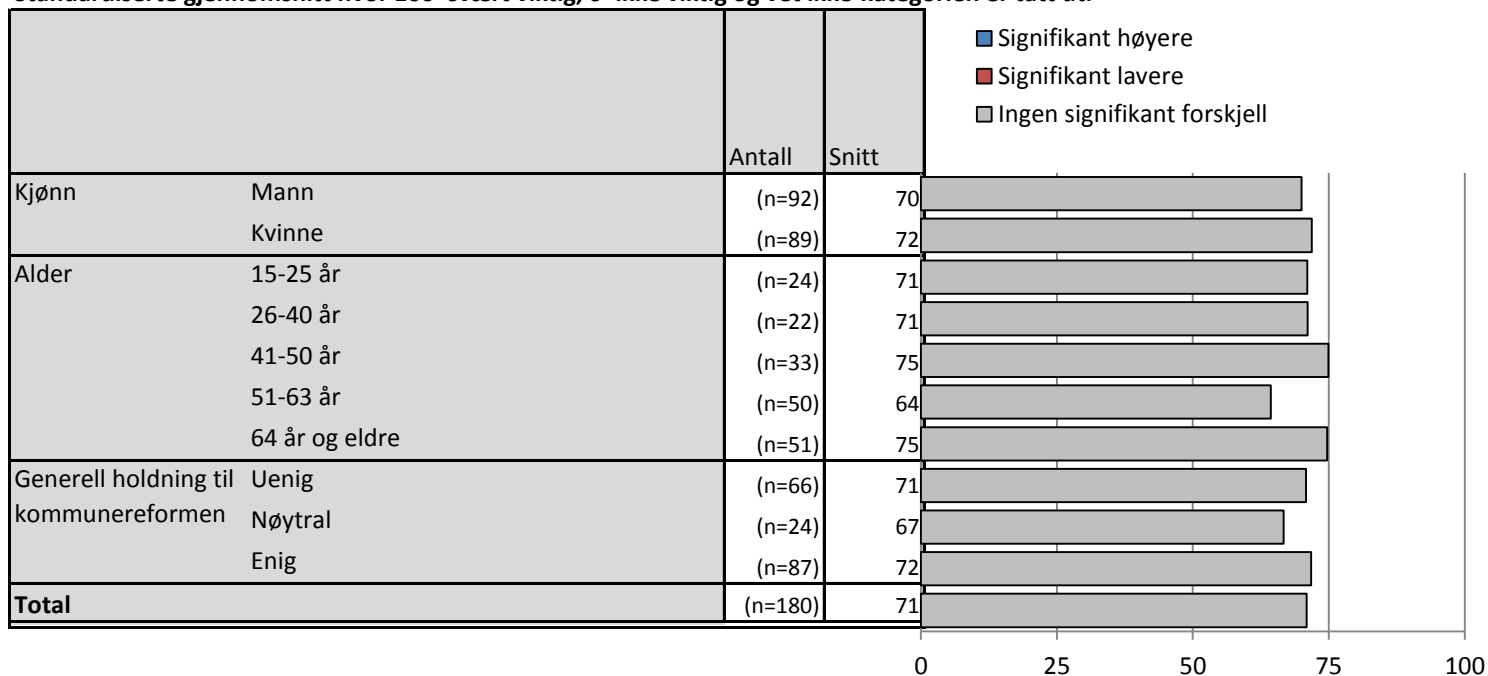 Signifikant høyere
Signifikant lavere
Ingen signifikant forskjell
Antall Snitt
Kjønn Mann (n=92) 70
Kvinne (n=89) 72
Alder 15-25 år (n=24) 71
26-40 år (n=22) 71
41-50 år (n=33) 75
51-63 år (n=50) 64
64 år og eldre (n=51) 75
Generell holdning til Uenig (n=66) 71
kommunereformen Nøytral (n=24) 67
Enig (n=87) 72
Total (n=180) 71
0 25 50 75 100